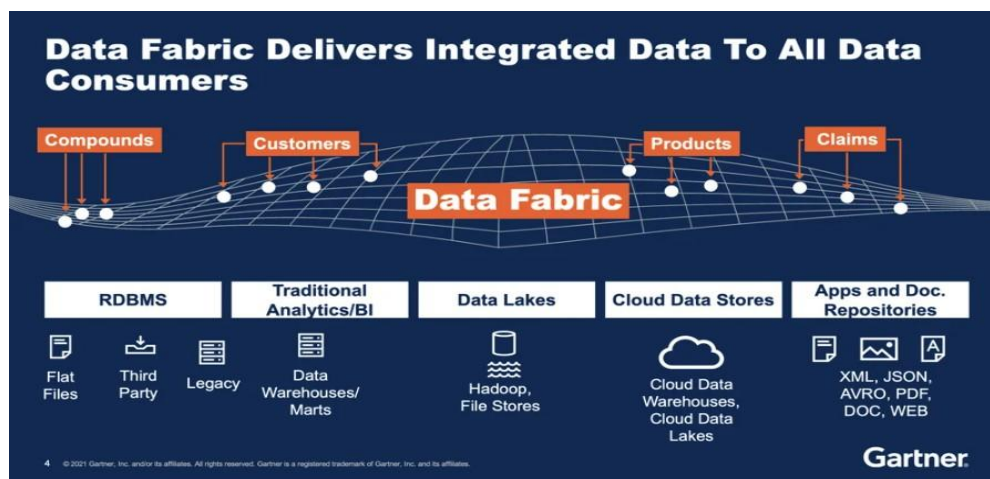 Data Fabric Delivers Integrated Data To All Data
Consumers
Compounds
Customers
Products
Claims
Data Fabric
RDBMS
Traditional
Analytics/BI
Data Lakes
Cloud Data Stores
Apps and Doc.
Repositories
Flat
Files
Third
Party
Legacy
Data
Warehouses/
Marts
Hadoop,
File Stores
Cloud Data
Warehouses,
Cloud Data
Lakes
A
XML, JSON,
AVRO, PDF,
DOC, WEB
4 © 2021 Gartner, Inc. and/or its affiliates. All rights reserved. Gartner is a registered trademark of Gartner, Inc. and its affiliates.
Gartner